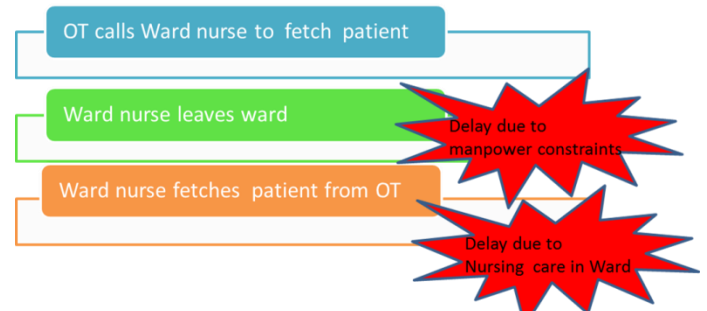 OT calls Ward nurse to fetch patient
Ward nurse leaves ward
Delay due to
manpower constraints
Ward nurse fetches patient from OT
Delay due to
Nursing care in Ward